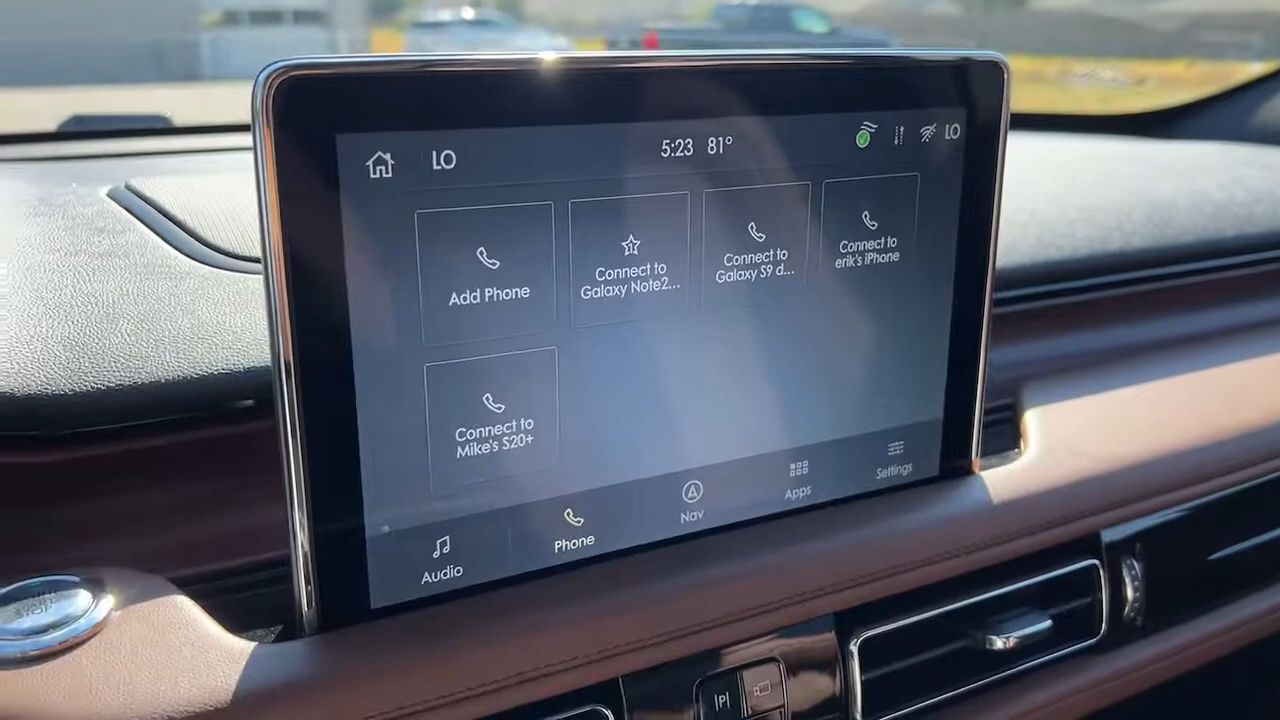 LO
5:23 81°
LO
Add Phone
1
Connect to
Galaxy Note2...
Connect to
Galaxy S9 d...
Connect to
erik's iPhone
Connect to
Mike's S20+
Audio
Phone
Nav
Apps
Settings
|P|